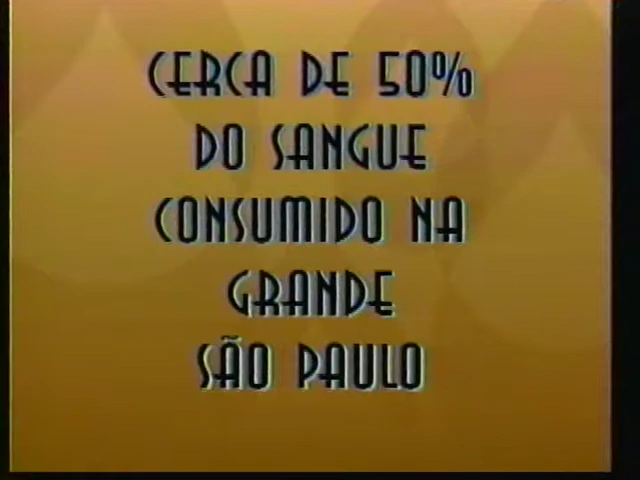 CERCA DE 50%
DO SANGUE
CONSUMIDO NA
GRANDE
SÃO PAULO